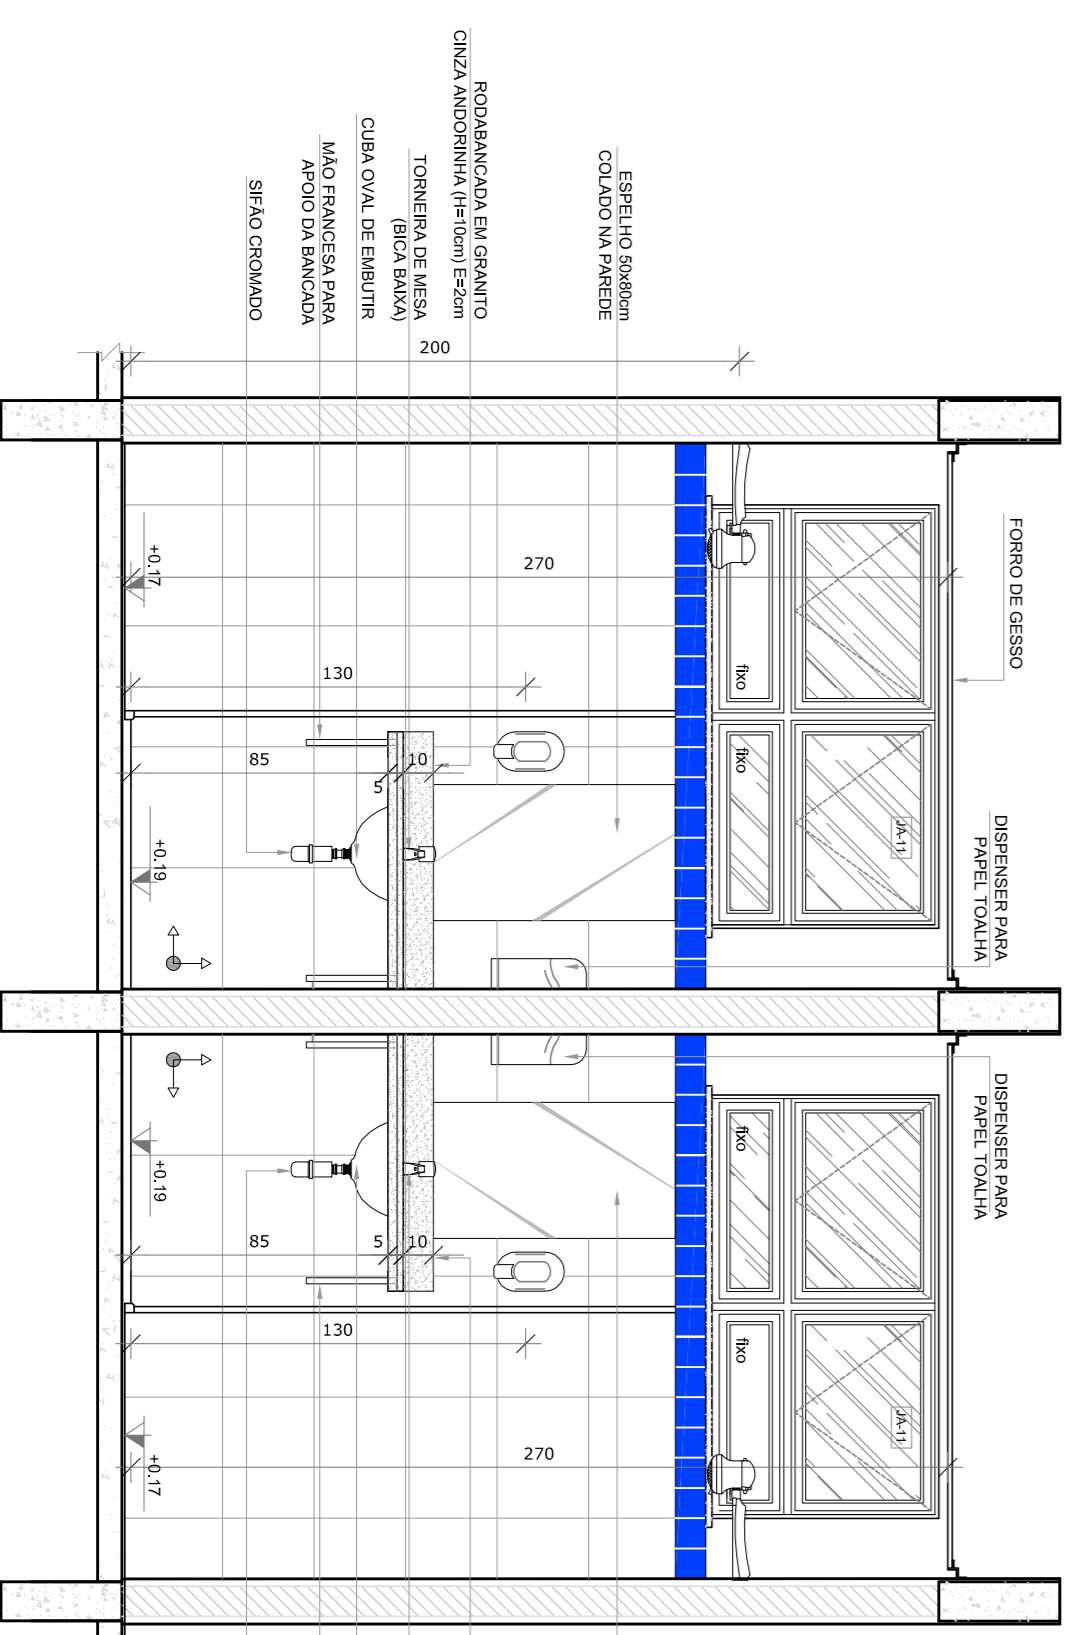 FORRO DE GESSO
DISPENSER PARA
PAPEL TOALHA
DISPENSER PARA
PAPEL TOALHA
ESPELHO 50x80cm
COLADO NA PAREDE
RODABANCADA EM GRANITO
CINZA ANDORINHA (H=10cm) E=2cm
TORNEIRA DE MESA
(BICA BAIXA)
CUBA OVAL DE EMBUTIR
MÃO FRANCESA PARA
APOIO DA BANCADA
SIFÃO CROMADO
200
270
130
85
5
10
fixo
fixo
JA-11
+0.17
+0.19
fixo
fixo
JA-11
85
5
10
130
270
+0.19
+0.17